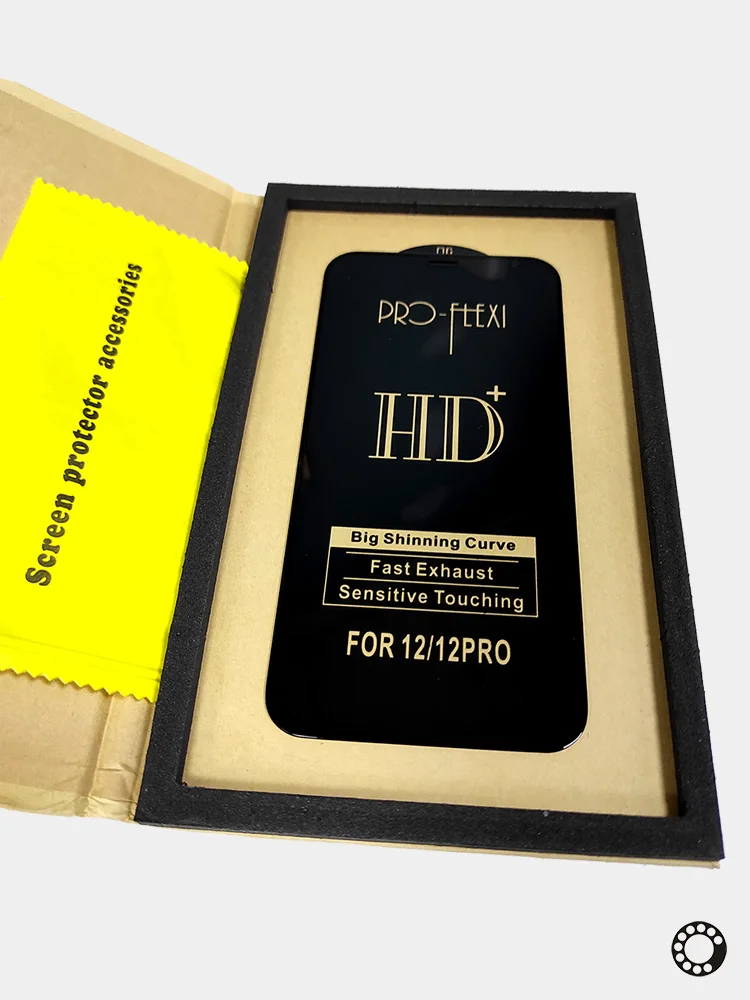 Screen protector accessories
PRO-FLEXI
HD+
Big Shinning Curve
Fast Exhaust
Sensitive Touching
FOR 12/12PRO